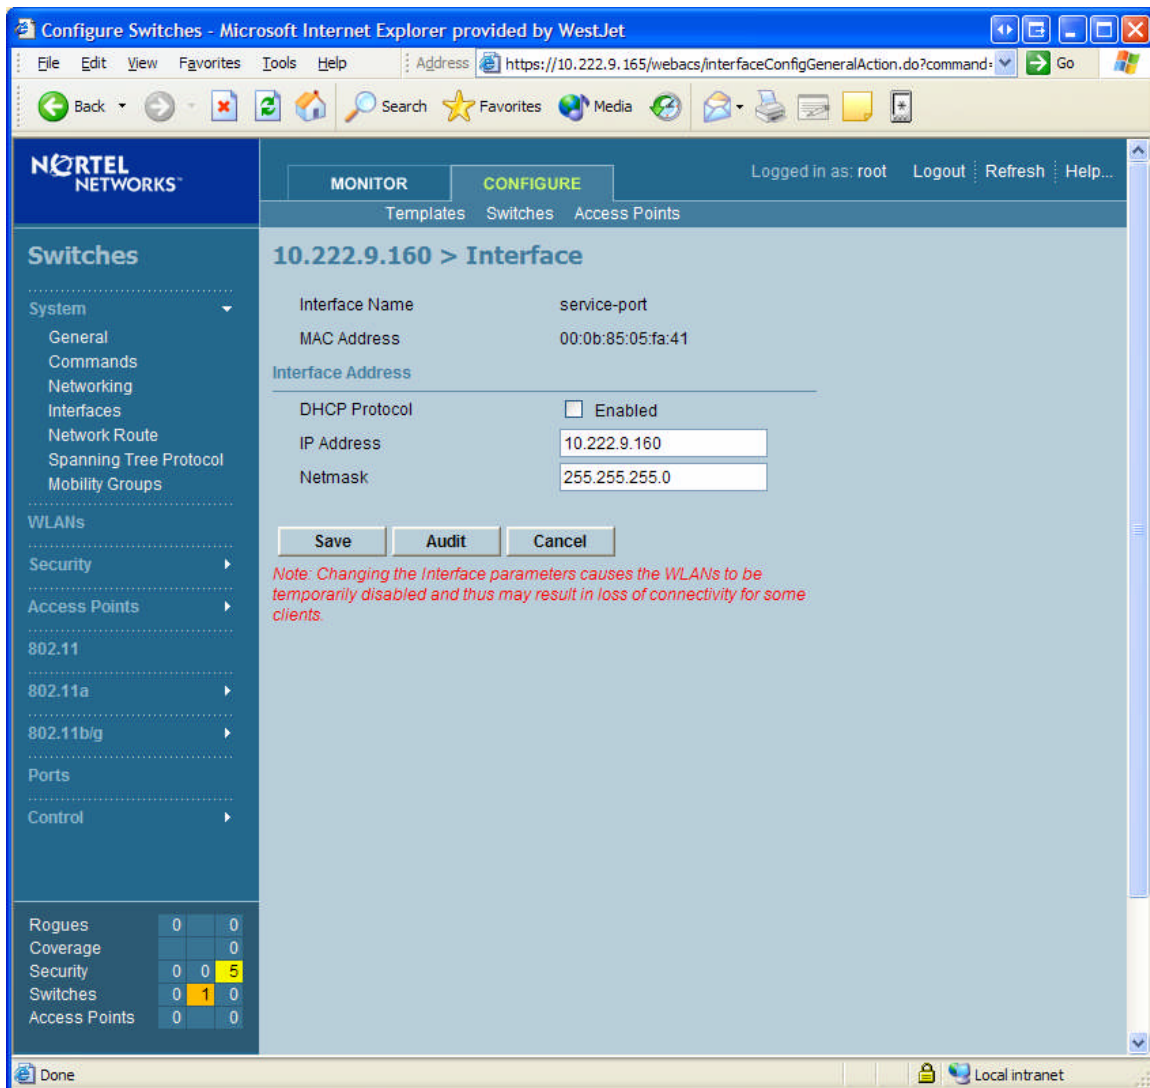 Configure Switches - Microsoft Internet Explorer provided by WestJet
File Edit View Favorites Tools Help Address https://10.222.9.165/webacs/interfaceConfigGeneralAction.do?command= Go
Back Search Favorites Media
NORTEL
NETWORKS™
MONITOR CONFIGURE Logged in as: root Logout Refresh Help...
Templates Switches Access Points
Switches
System
General
Commands
Networking
Interfaces
Network Route
Spanning Tree Protocol
Mobility Groups
WLANs
Security
Access Points
802.11
802.11a
802.11b/g
Ports
Control
Rogues 0 0
Coverage 0
Security 0 0 5
Switches 0 1 0
Access Points 0 0
10.222.9.160 > Interface
Interface Name service-port
MAC Address 00:0b:85:05:fa:41
Interface Address
DHCP Protocol Enabled
IP Address 10.222.9.160
Netmask 255.255.255.0
Save Audit Cancel
Note: Changing the Interface parameters causes the WLANs to be
temporarily disabled and thus may result in loss of connectivity for some
clients.
Done Local intranet